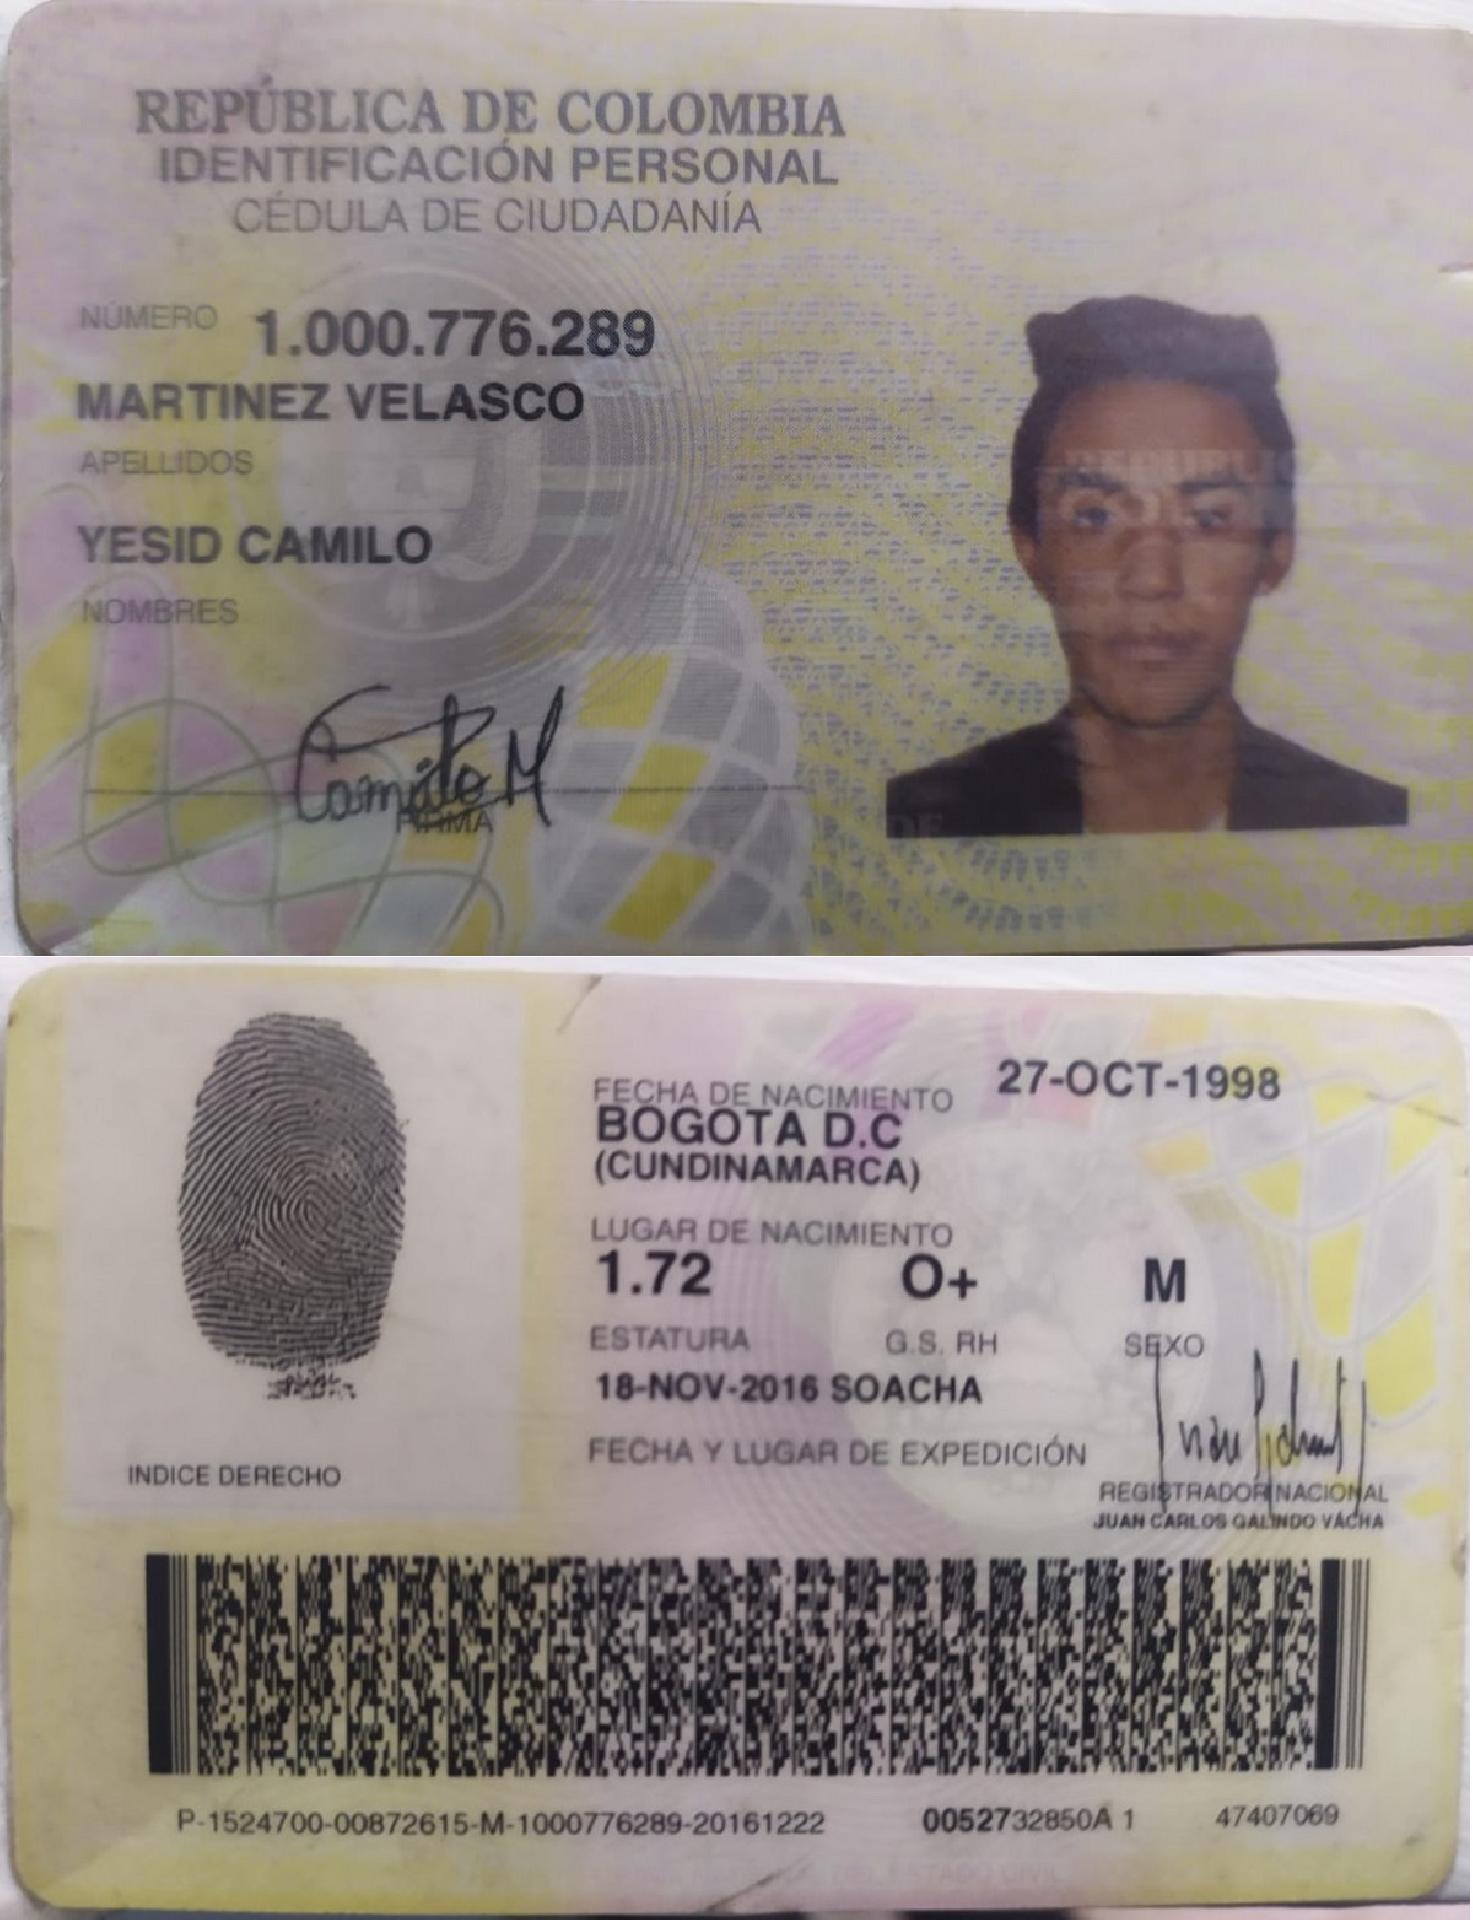 REPÚBLICA DE COLOMBIA
IDENTIFICACIÓN PERSONAL
CÉDULA DE CIUDADANÍA
NÚMERO 1.000.776.289
MARTINEZ VELASCO
APELLIDOS
YESID CAMILO
NOMBRES
Camilo M
FIRMA
FECHA DE NACIMIENTO 27-OCT-1998
BOGOTA D.C
(CUNDINAMARCA)
LUGAR DE NACIMIENTO
1.72 O+ M
ESTATURA G.S. RH SEXO
18-NOV-2016 SOACHA
FECHA Y LUGAR DE EXPEDICIÓN
INDICE DERECHO
REGISTRADOR NACIONAL
JUAN CARLOS GALINDO VÁCHA
P-1524700-00872615-M-1000776289-20161222 0052732850A 1 47407069